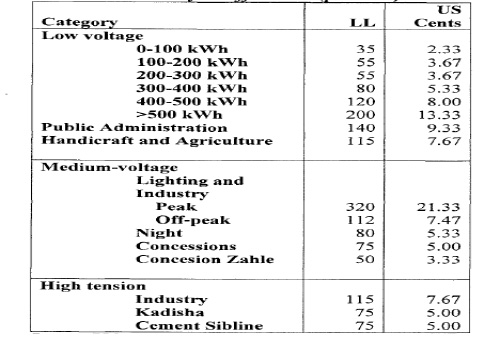 US
Category LL Cents
Low voltage
0-100 kWh 35 2.33
100-200 kWh 55 3.67
200-300 kWh 55 3.67
300-400 kWh 80 5.33
400-500 kWh 120 8.00
>500 kWh 200 13.33
Public Administration 140 9.33
Handicraft and Agriculture 115 7.67
Medium-voltage
Lighting and
Industry
Peak 320 21.33
Off-peak 112 7.47
Night 80 5.33
Concessions 75 5.00
Concesion Zahle 50 3.33
High tension
Industry 115 7.67
Kadisha 75 5.00
Cement Sibline 75 5.00